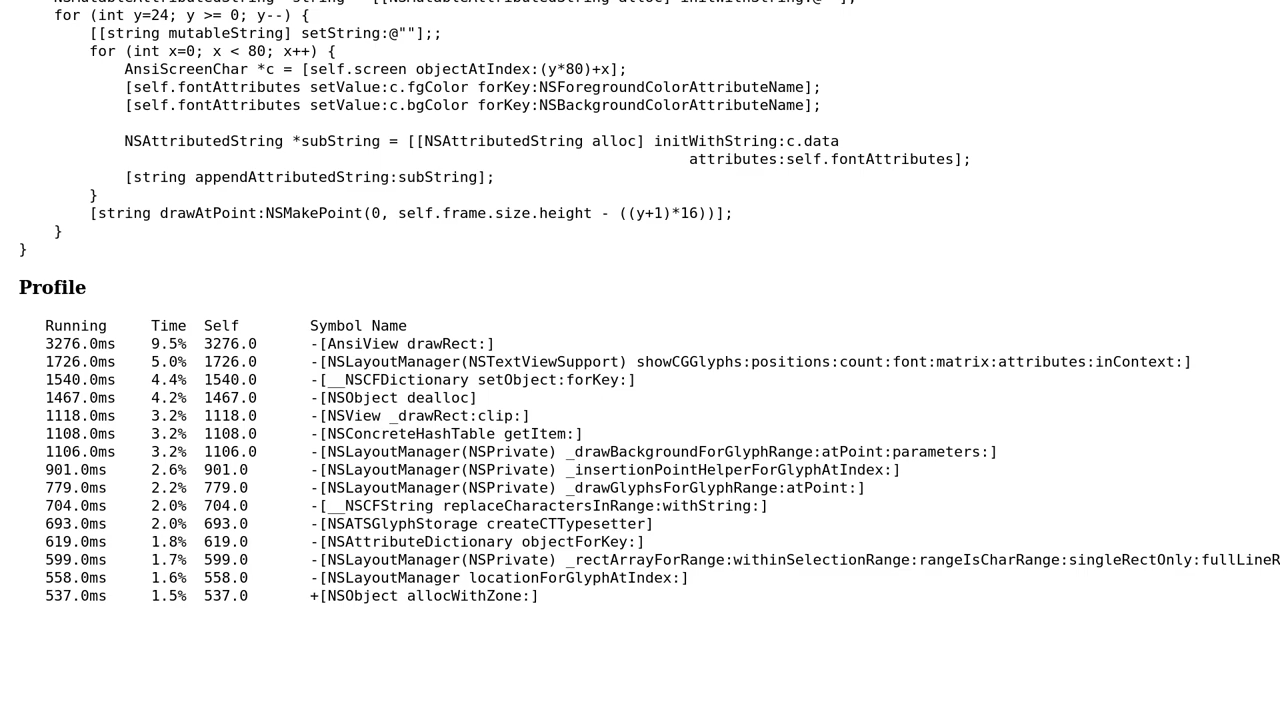 NSMutableAttributedString *string = [[NSMutableAttributedString alloc] initWithString:@""];
for (int y=24; y >= 0; y--) {
[[string mutableString] setString:@""];;
for (int x=0; x < 80; x++) {
AnsiScreenChar *c = [self.screen objectAtIndex:(y*80)+x];
[self.fontAttributes setValue:c.fgColor forKey:NSForegroundColorAttributeName];
[self.fontAttributes setValue:c.bgColor forKey:NSBackgroundColorAttributeName];
NSAttributedString *subString = [[NSAttributedString alloc] initWithString:c.data
attributes:self.fontAttributes];
[string appendAttributedString:subString];
}
[string drawAtPoint:NSMakePoint(0, self.frame.size.height - ((y+1)*16))];
}
}
Profile
Running Time Self Symbol Name
3276.0ms 9.5% 3276.0 -[AnsiView drawRect:]
1726.0ms 5.0% 1726.0 -[NSLayoutManager(NSTextViewSupport) showCGGlyphs:positions:count:font:matrix:attributes:inContext:]
1540.0ms 4.4% 1540.0 -[__NSCFDictionary setObject:forKey:]
1467.0ms 4.2% 1467.0 -[NSObject dealloc]
1118.0ms 3.2% 1118.0 -[NSView _drawRect:clip:]
1108.0ms 3.2% 1108.0 -[NSConcreteHashTable getItem:]
1106.0ms 3.2% 1106.0 -[NSLayoutManager(NSPrivate) _drawBackgroundForGlyphRange:atPoint:parameters:]
901.0ms 2.6% 901.0 -[NSLayoutManager(NSPrivate) _insertionPointHelperForGlyphAtIndex:]
779.0ms 2.2% 779.0 -[NSLayoutManager(NSPrivate) _drawGlyphsForGlyphRange:atPoint:]
704.0ms 2.0% 704.0 -[__NSCFString replaceCharactersInRange:withString:]
693.0ms 2.0% 693.0 -[NSATSGlyphStorage createCTTypesetter]
619.0ms 1.8% 619.0 -[NSAttributeDictionary objectForKey:]
599.0ms 1.7% 599.0 -[NSLayoutManager(NSPrivate) _rectArrayForRange:withinSelectionRange:rangeIsCharRange:singleRectOnly:fullLineR
558.0ms 1.6% 558.0 -[NSLayoutManager locationForGlyphAtIndex:]
537.0ms 1.5% 537.0 +[NSObject allocWithZone:]